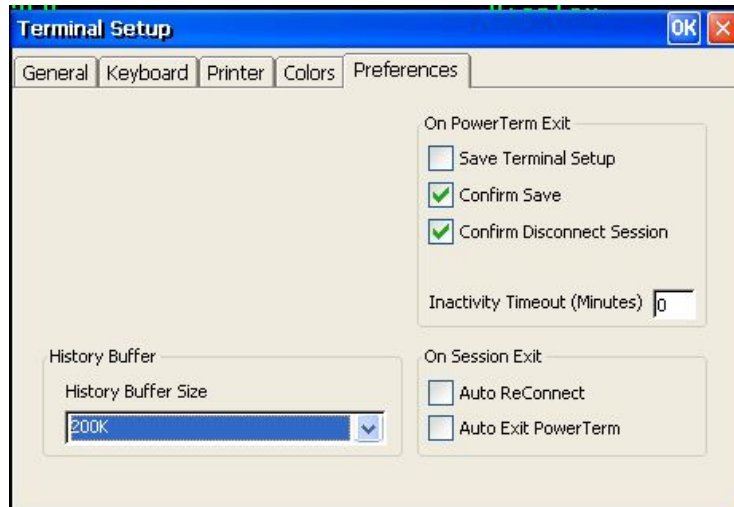 Terminal Setup OK
General Keyboard Printer Colors Preferences
On PowerTerm Exit
Save Terminal Setup
Confirm Save
Confirm Disconnect Session
Inactivity Timeout (Minutes) 0
History Buffer
History Buffer Size
200K
On Session Exit
Auto ReConnect
Auto Exit PowerTerm